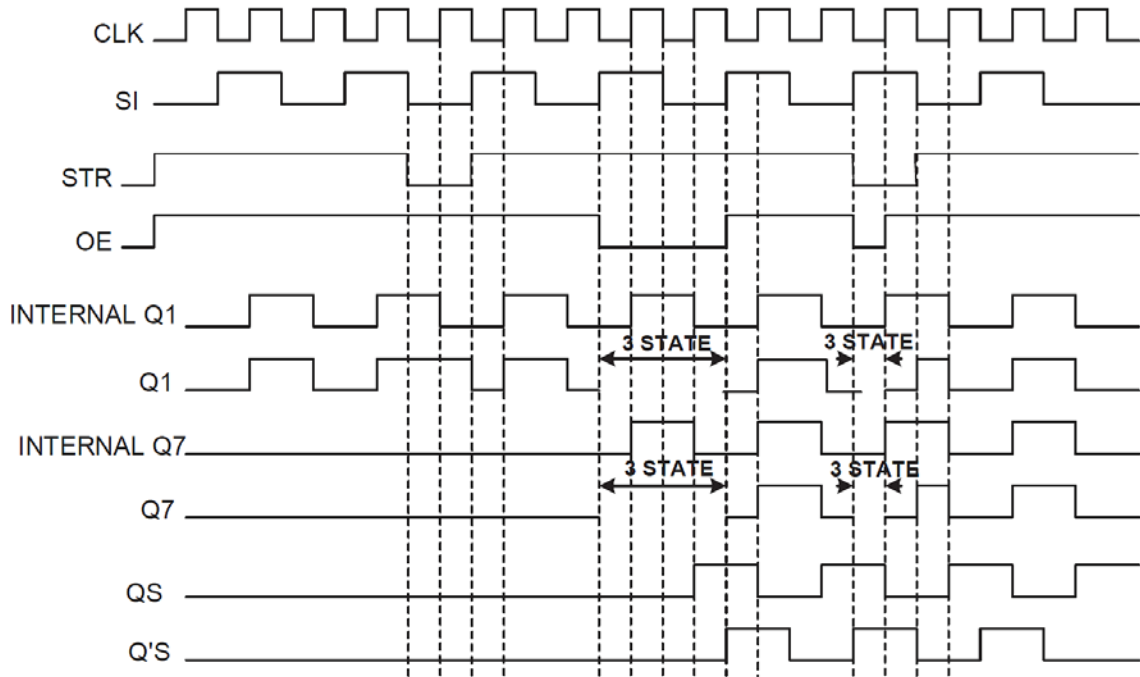 CLK
SI
STR
OE
INTERNAL Q1
3 STATE
3 STATE
Q1
INTERNAL Q7
3 STATE
3 STATE
Q7
QS
Q'S